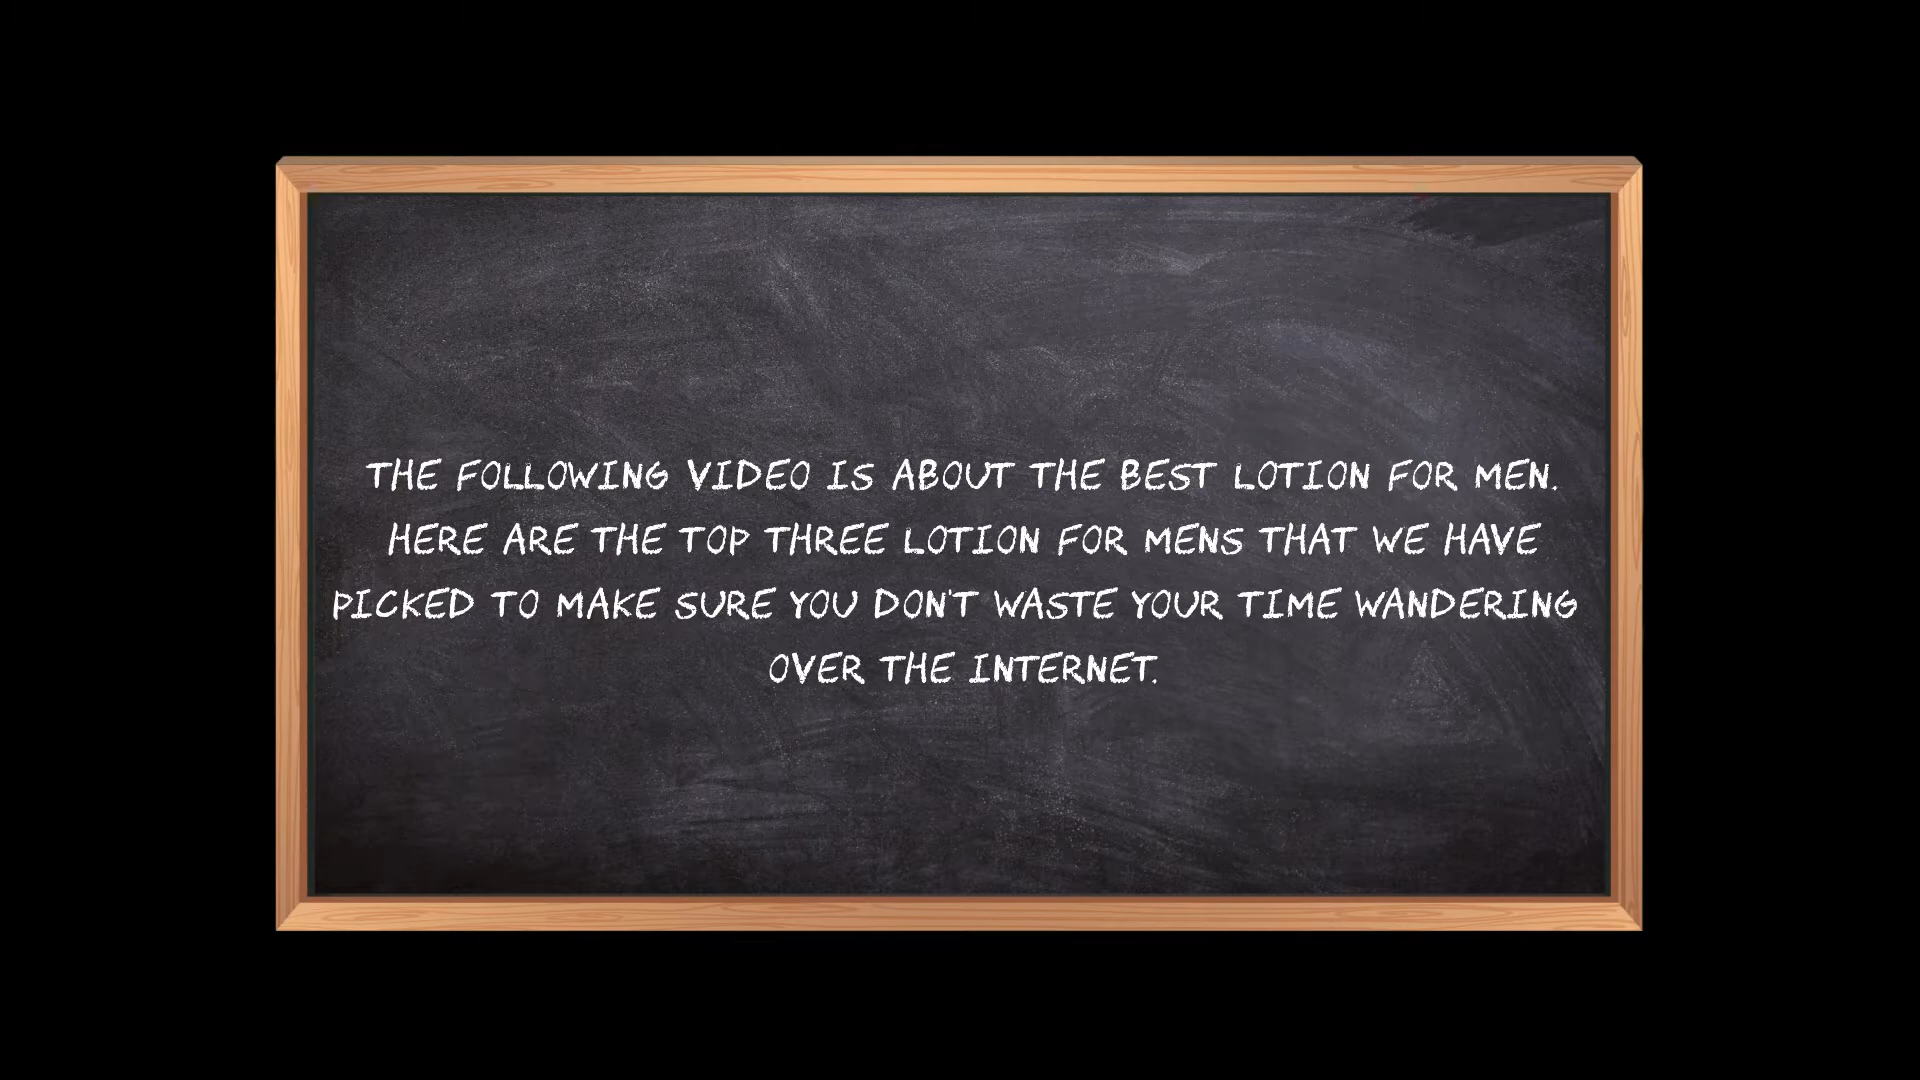 THE FOLLOWING VIDEO IS ABOUT THE BEST LOTION FOR MEN.
HERE ARE THE TOP THREE LOTION FOR MENS THAT WE HAVE
PICKED TO MAKE SURE YOU DON'T WASTE YOUR TIME WANDERING
OVER THE INTERNET.